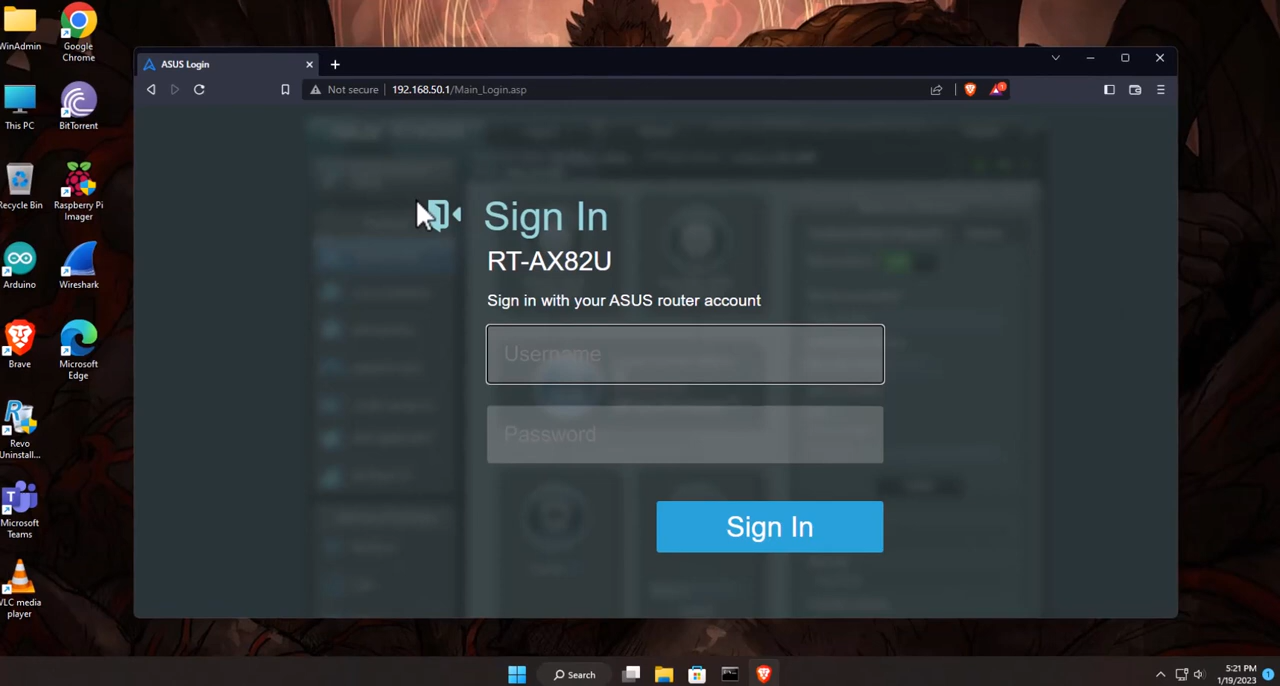 WinAdmin
Google
Chrome
This PC
BitTorrent
Recycle Bin
Raspberry Pi
Imager
Arduino
Wireshark
Brave
Microsoft
Edge
Revo
Uninstall...
Microsoft
Teams
VLC media
player
ASUS Login
Not secure
192.168.50.1/Main_Login.asp
1
Sign In
RT-AX82U
Sign in with your ASUS router account
Username
Password
Sign In
Search
5:21 PM
1/19/2023
1